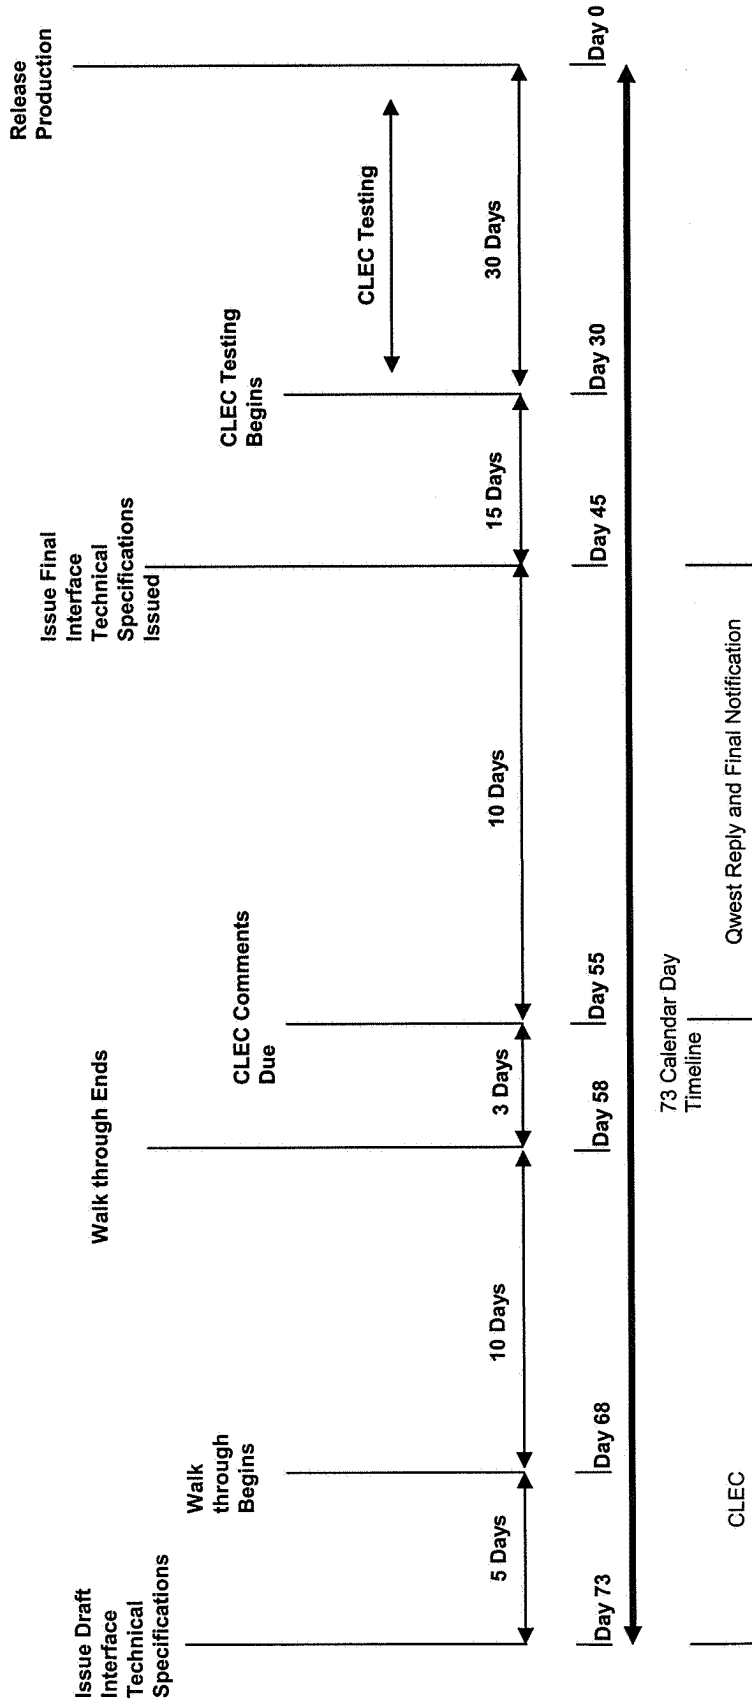 Issue Draft
Interface
Technical
Specifications
Walk
through
Begins
Walk through Ends
CLEC Comments
Due
Issue Final
Interface
Technical
Specifications
Issued
CLEC Testing
Begins
CLEC Testing
Release
Production
5 Days
10 Days
3 Days
10 Days
15 Days
30 Days
Day 73
Day 68
Day 58
Day 55
Day 45
Day 30
Day 0
73 Calendar Day
Timeline
CLEC
Qwest Reply and Final Notification